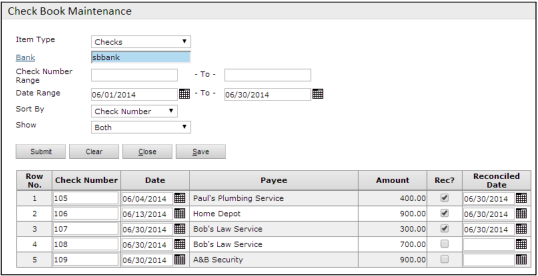 Check Book Maintenance
Item Type Checks
Bank sbbank
Check Number Range - To -
Date Range 06/01/2014 - To - 06/30/2014
Sort By Check Number
Show Both
Submit Clear Close Save
Row No. Check Number Date Payee Amount Rec? Reconciled Date
1 105 06/04/2014 Paul's Plumbing Service 400.00 06/30/2014
2 106 06/13/2014 Home Depot 900.00 06/30/2014
3 107 06/30/2014 Bob's Law Service 300.00 06/30/2014
4 108 06/30/2014 Bob's Law Service 700.00
5 109 06/30/2014 A&B Security 900.00